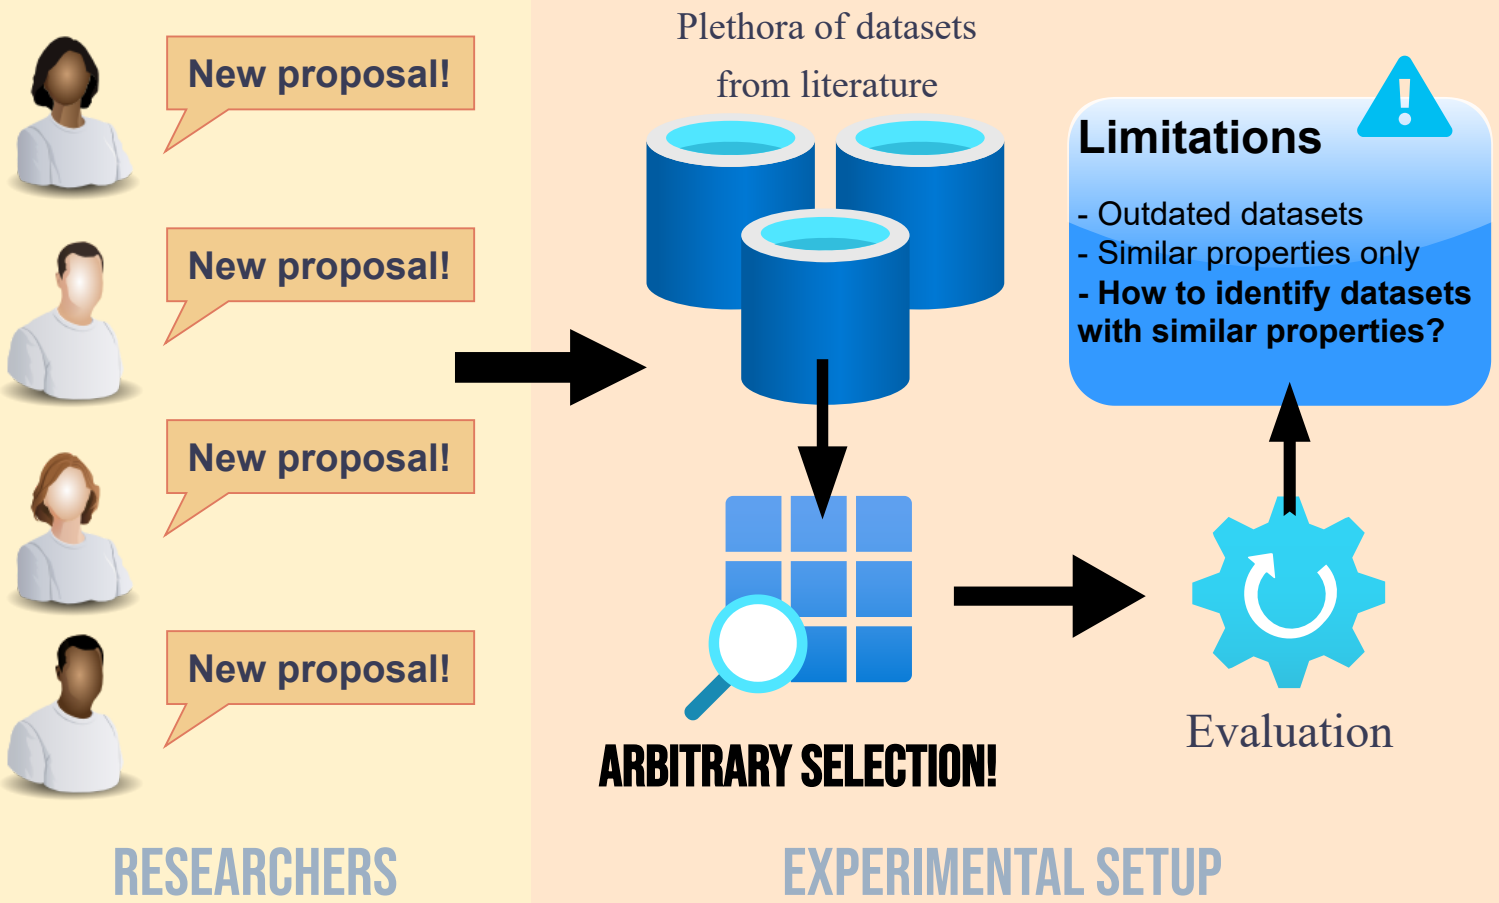 New proposal!
New proposal!
New proposal!
New proposal!
RESEARCHERS
Plethora of datasets
from literature
ARBITRARY SELECTION!
Evaluation
Limitations
- Outdated datasets
- Similar properties only
- How to identify datasets
with similar properties?
EXPERIMENTAL SETUP